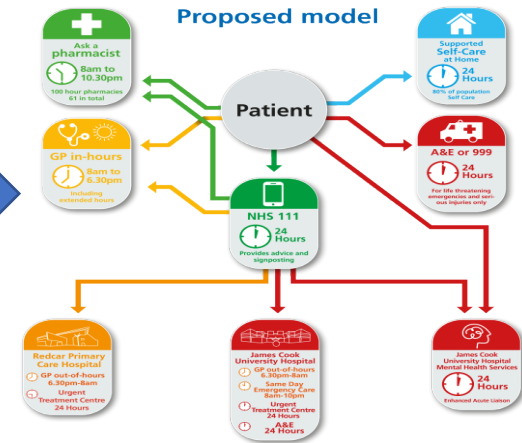 Proposed model
Ask a
pharmacist
8am to
10.30pm
100 hour pharmacies
61 in total
Supported
Self-Care
at Home
24
Hours
80% of population
Self Care
Patient
GP in-hours
8am to
6.30pm
Including
extended hours
A&E or 999
24
Hours
For life threatening
emergencies and seri-
ous injuries only
NHS 111
24
Hours
Provides advice and
signposting
Redcar Primary
Care Hospital
GP out-of-hours
6.30pm-8am
Urgent
Treatment Centre
24 Hours
James Cook
University Hospital
GP out-of-hours
6.30pm-8am
Same Day
Emergency Care
8am-10pm
Urgent
Treatment Centre
24 Hours
A&E
24 Hours
James Cook
University Hospital
Mental Health Services
24
Hours
Enhanced Acute Liaison